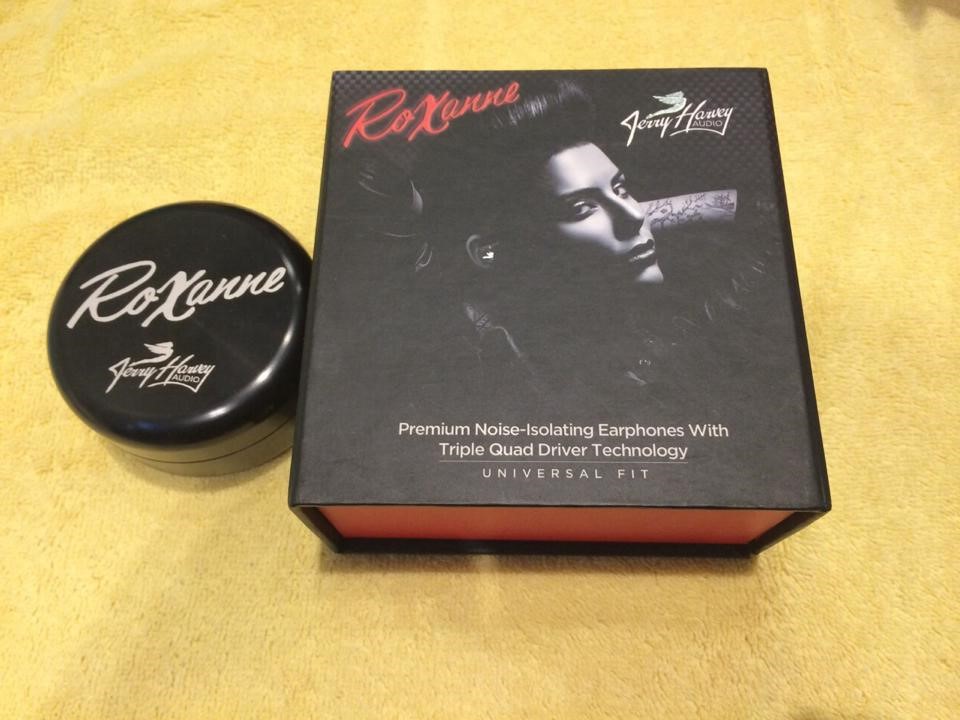 RoXanne
Jerry Harvey
AUDIO
RoXanne
Jerry Harvey
AUDIO
Premium Noise-Isolating Earphones With
Triple Quad Driver Technology
UNIVERSAL FIT